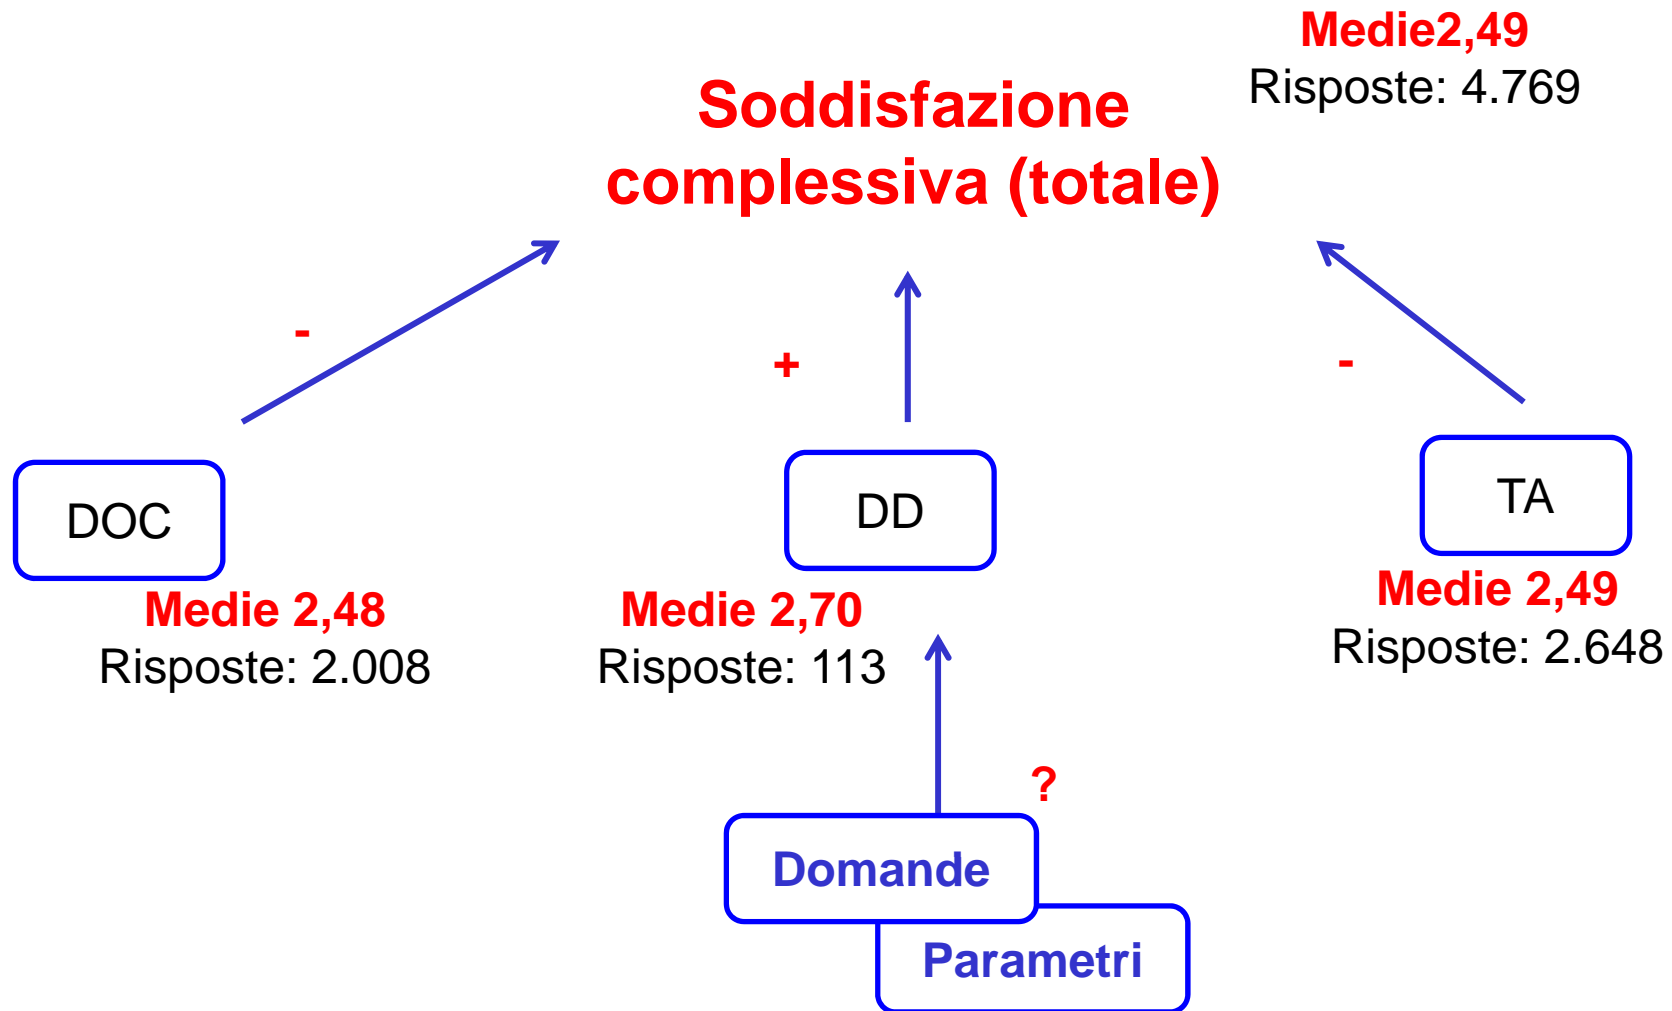 Medie2,49
Risposte: 4.769
Soddisfazione
complessiva (totale)
-
+
-
DOC
DD
TA
Medie 2,48
Risposte: 2.008
Medie 2,70
Risposte: 113
Medie 2,49
Risposte: 2.648
?
Domande
Parametri